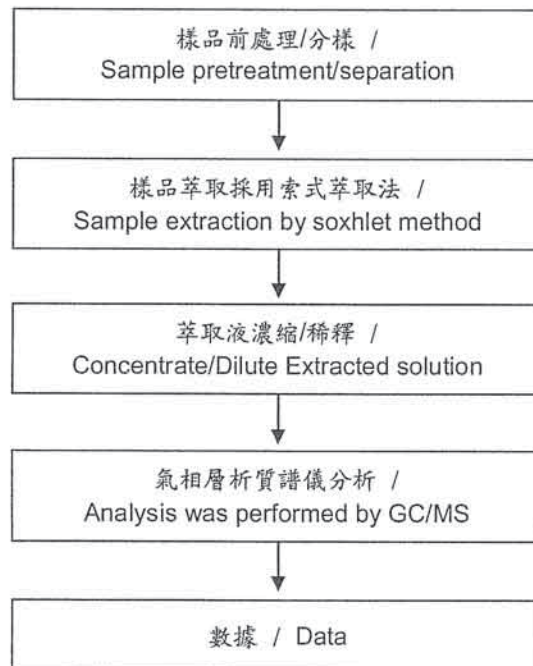 樣品前處理/分樣 /
Sample pretreatment/separation
樣品萃取採用索式萃取法 /
Sample extraction by soxhlet method
萃取液濃縮/稀釋 /
Concentrate/Dilute Extracted solution
氣相層析質譜儀分析 /
Analysis was performed by GC/MS
數據 / Data